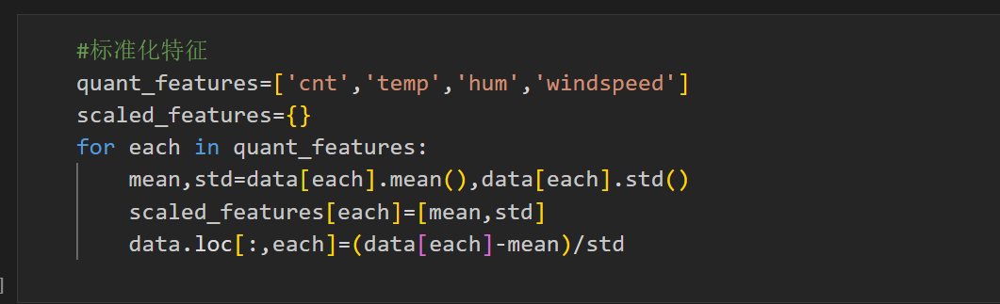 #标准化特征
quant_features=['cnt','temp','hum','windspeed']
scaled_features={}
for each in quant_features:
    mean,std=data[each].mean(),data[each].std()
    scaled_features[each]=[mean,std]
    data.loc[:,each]=(data[each]-mean)/std
]